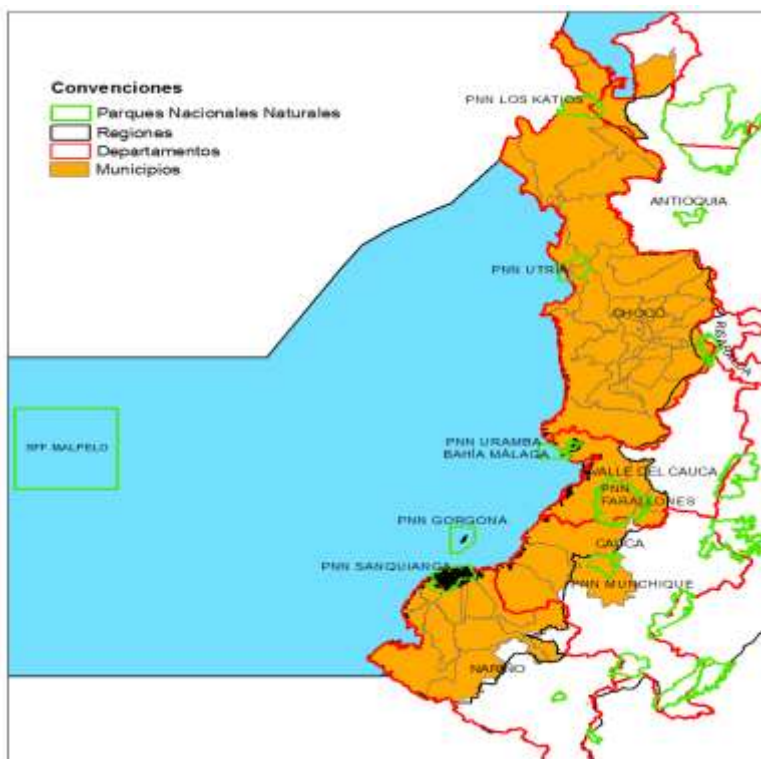 Convenciones
Parques Nacionales Naturales
Regiones
Departamentos
Municipios
PNN LOS KATIOS
ANTIOQUIA
PNN UTRIA
CHOCÓ
RISARALDA
SFF MALPELO
PNN URAMBA
BAHÍA MÁLAGA
VALLE DEL CAUCA
PNN
FARALLONES
PNN GORGONA
CAUCA
PNN SANQUIANGA
PNN MUNCHIQUE
NARIÑO